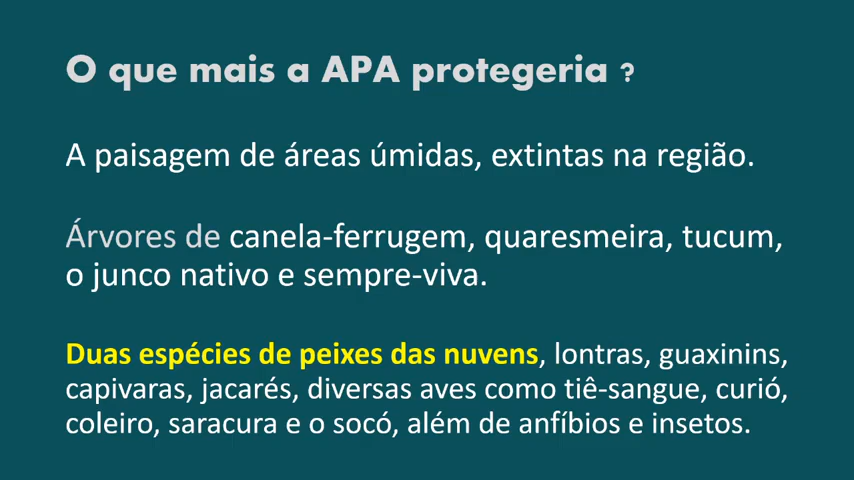 O que mais a APA protegeria ?
A paisagem de áreas úmidas, extintas na região.
Árvores de canela-ferrugem, quaresmeira, tucum,
o junco nativo e sempre-viva.
Duas espécies de peixes das nuvens, lontras, guaxinins,
capivaras, jacarés, diversas aves como tiê-sangue, curió,
coleiro, saracura e o socó, além de anfíbios e insetos.